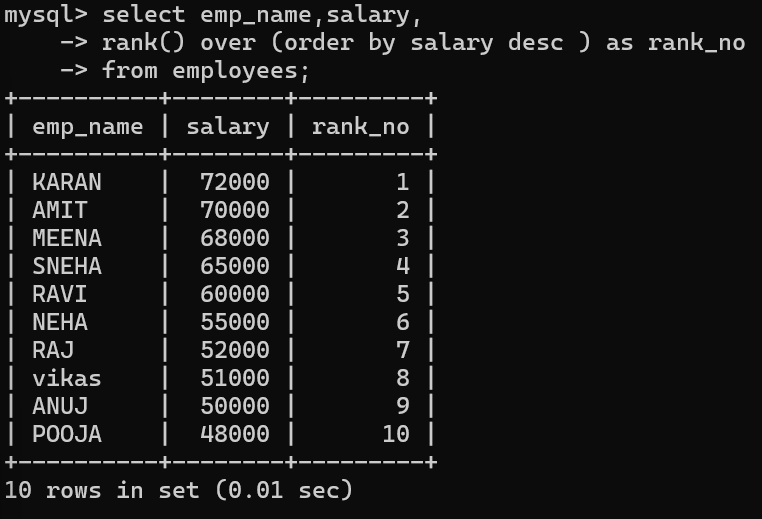 mysql> select emp_name,salary,
    -> rank() over (order by salary desc ) as rank_no
    -> from employees;
+----------+--------+---------+
| emp_name | salary | rank_no |
+----------+--------+---------+
| KARAN    |  72000 |       1 |
| AMIT     |  70000 |       2 |
| MEENA    |  68000 |       3 |
| SNEHA    |  65000 |       4 |
| RAVI     |  60000 |       5 |
| NEHA     |  55000 |       6 |
| RAJ      |  52000 |       7 |
| vikas    |  51000 |       8 |
| ANUJ     |  50000 |       9 |
| POOJA    |  48000 |      10 |
+----------+--------+---------+
10 rows in set (0.01 sec)